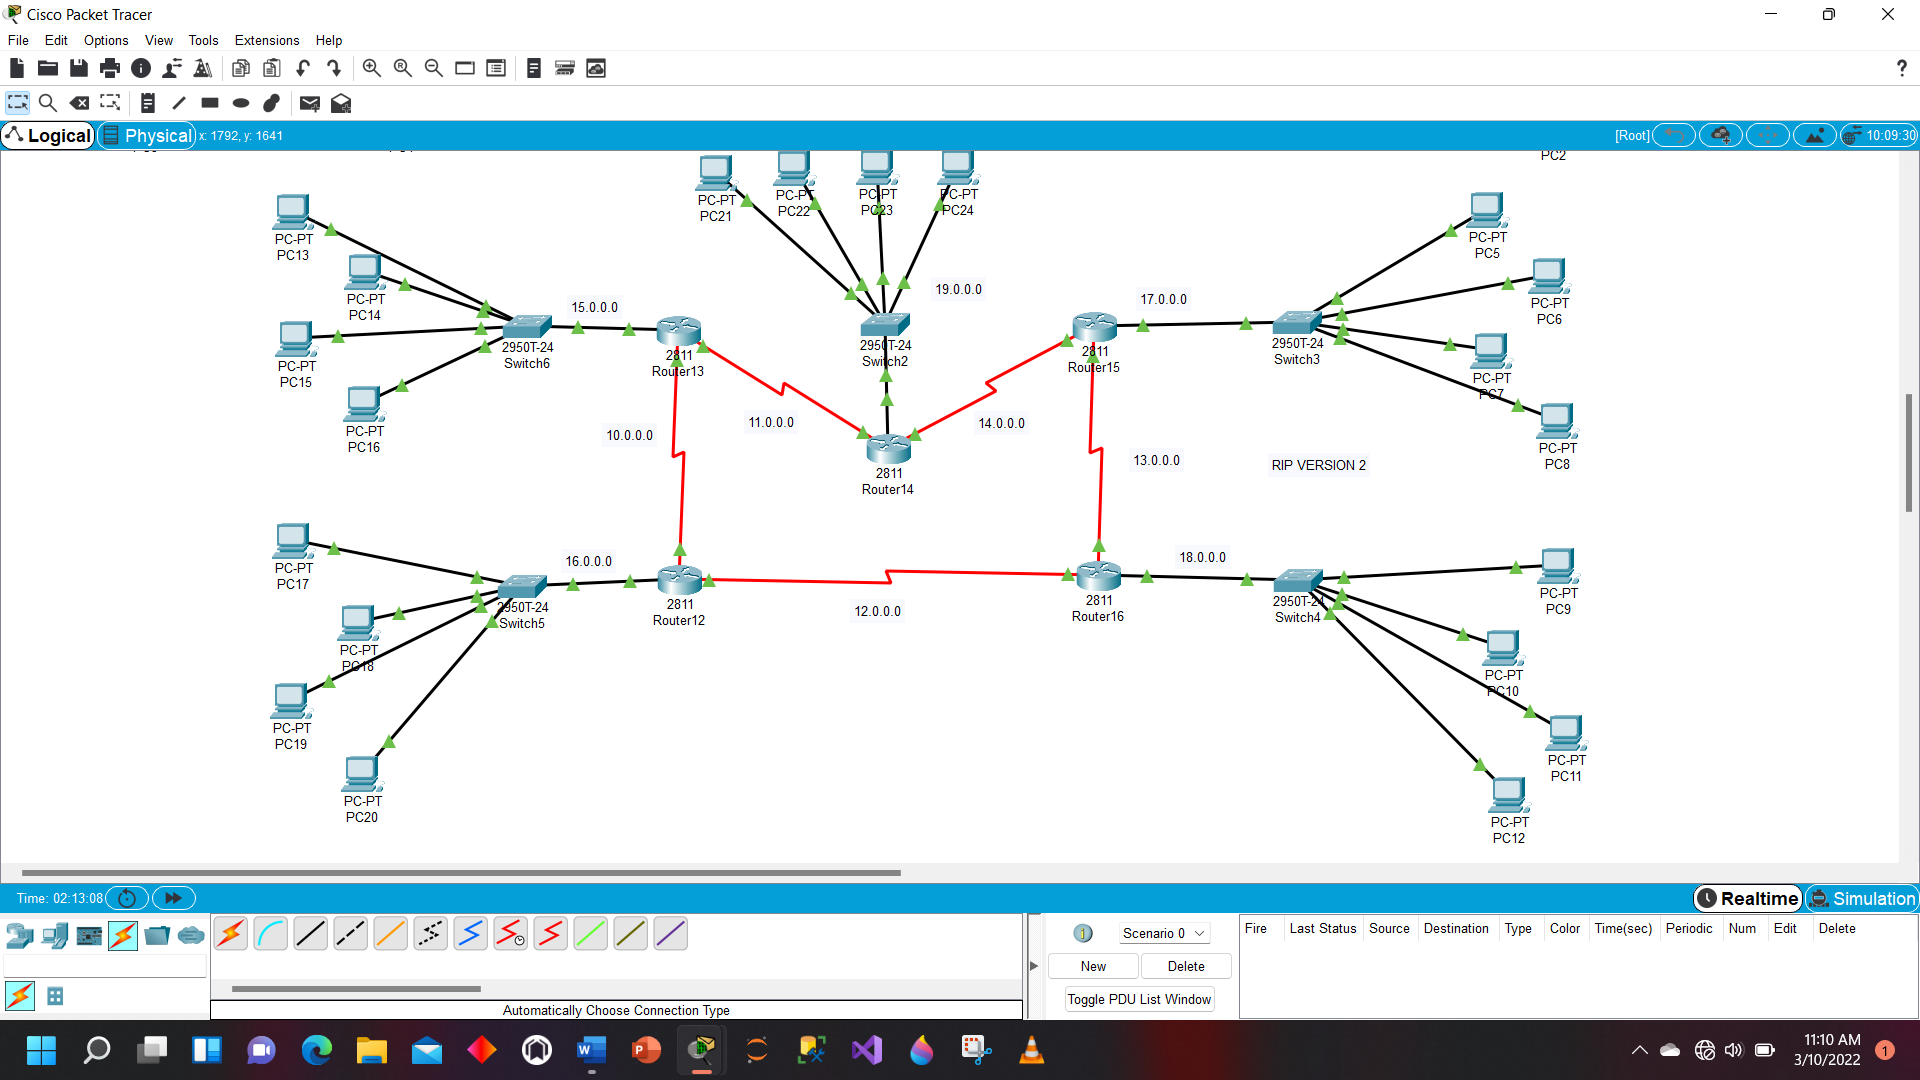 Cisco Packet Tracer
File Edit Options View Tools Extensions Help
Logical Physical x: 1792, y: 1641 [Root] 10:09:30
PC2
PC-PT
PC21
PC-PT
PC22
PC-PT
PC23
PC-PT
PC24
PC-PT
PC13
PC-PT
PC14
PC-PT
PC15
PC-PT
PC16
2950T-24
Switch6
15.0.0.0
2811
Router13
19.0.0.0
2950T-24
Switch2
17.0.0.0
2811
Router15
2950T-24
Switch3
PC-PT
PC5
PC-PT
PC6
PC-PT
PC7
PC-PT
PC8
10.0.0.0
11.0.0.0
14.0.0.0
13.0.0.0
RIP VERSION 2
2811
Router14
PC-PT
PC17
PC-PT
PC18
PC-PT
PC19
PC-PT
PC20
2950T-24
Switch5
16.0.0.0
2811
Router12
12.0.0.0
2811
Router16
18.0.0.0
2950T-24
Switch4
PC-PT
PC9
PC-PT
PC10
PC-PT
PC11
PC-PT
PC12
Time: 02:13:08 Realtime Simulation
Scenario 0
New Delete
Toggle PDU List Window
Fire Last Status Source Destination Type Color Time(sec) Periodic Num Edit Delete
Automatically Choose Connection Type
11:10 AM
3/10/2022
1